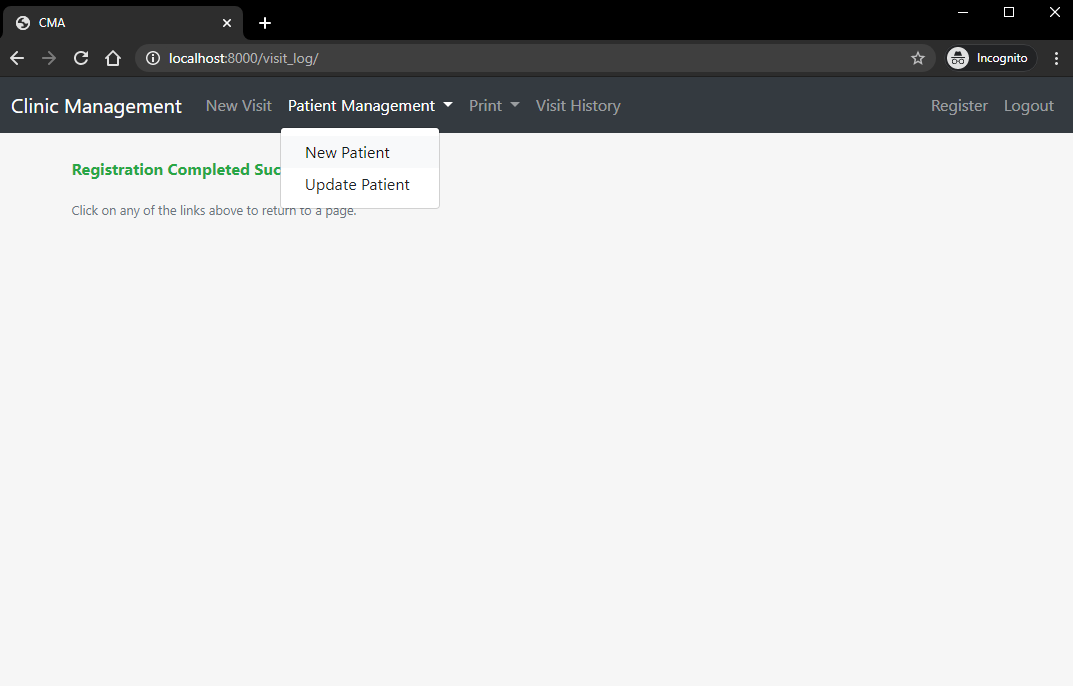 CMA
localhost:8000/visit_log/
Incognito
Clinic Management New Visit Patient Management Print Visit History Register Logout
New Patient
Registration Completed Suc
Update Patient
Click on any of the links above to return to a page.